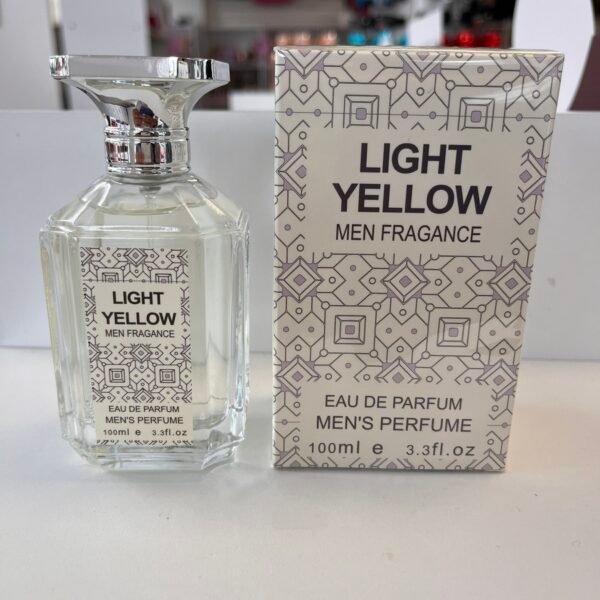 LIGHT
YELLOW
MEN FRAGANCE
EAU DE PARFUM
MEN'S PERFUME
100ml e 3.3fl.oz
LIGHT
YELLOW
MEN FRAGANCE
EAU DE PARFUM
MEN'S PERFUME
100ml e 3.3fl.oz